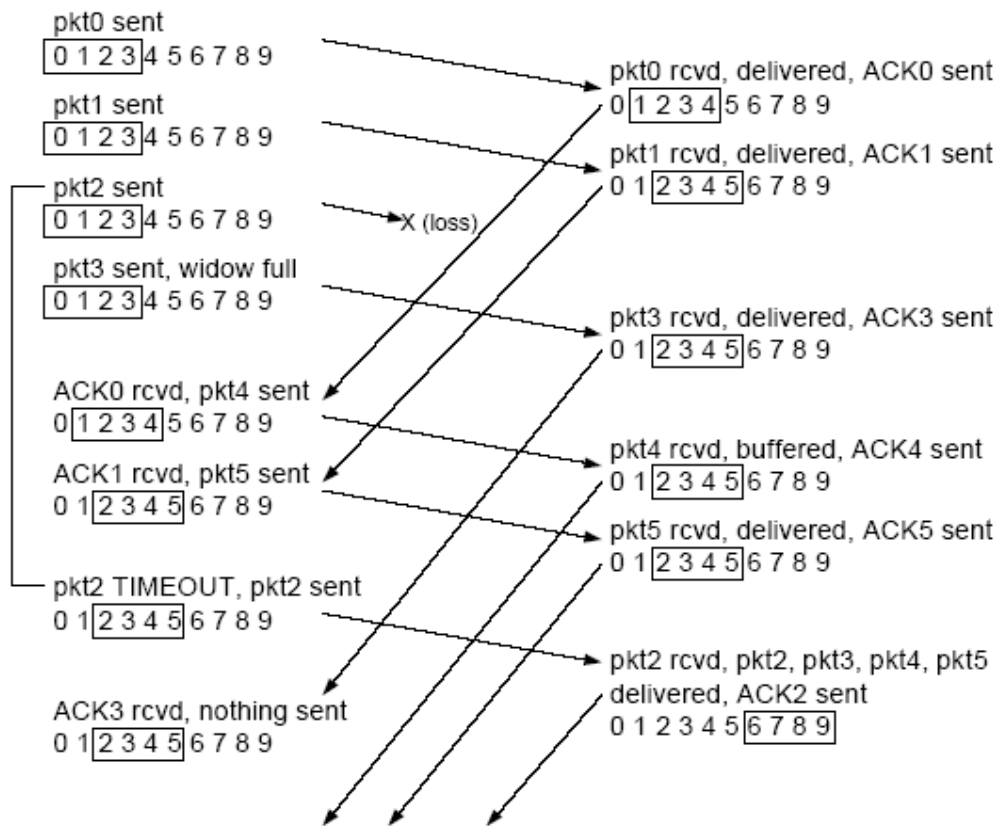 pkt0 sent
0 1 2 3 4 5 6 7 8 9
pkt1 sent
0 1 2 3 4 5 6 7 8 9
pkt2 sent
0 1 2 3 4 5 6 7 8 9
X (loss)
pkt3 sent, widow full
0 1 2 3 4 5 6 7 8 9
ACK0 rcvd, pkt4 sent
0 1 2 3 4 5 6 7 8 9
ACK1 rcvd, pkt5 sent
0 1 2 3 4 5 6 7 8 9
pkt2 TIMEOUT, pkt2 sent
0 1 2 3 4 5 6 7 8 9
ACK3 rcvd, nothing sent
0 1 2 3 4 5 6 7 8 9
pkt0 rcvd, delivered, ACK0 sent
0 1 2 3 4 5 6 7 8 9
pkt1 rcvd, delivered, ACK1 sent
0 1 2 3 4 5 6 7 8 9
pkt3 rcvd, delivered, ACK3 sent
0 1 2 3 4 5 6 7 8 9
pkt4 rcvd, buffered, ACK4 sent
0 1 2 3 4 5 6 7 8 9
pkt5 rcvd, delivered, ACK5 sent
0 1 2 3 4 5 6 7 8 9
pkt2 rcvd, pkt2, pkt3, pkt4, pkt5
delivered, ACK2 sent
0 1 2 3 4 5 6 7 8 9